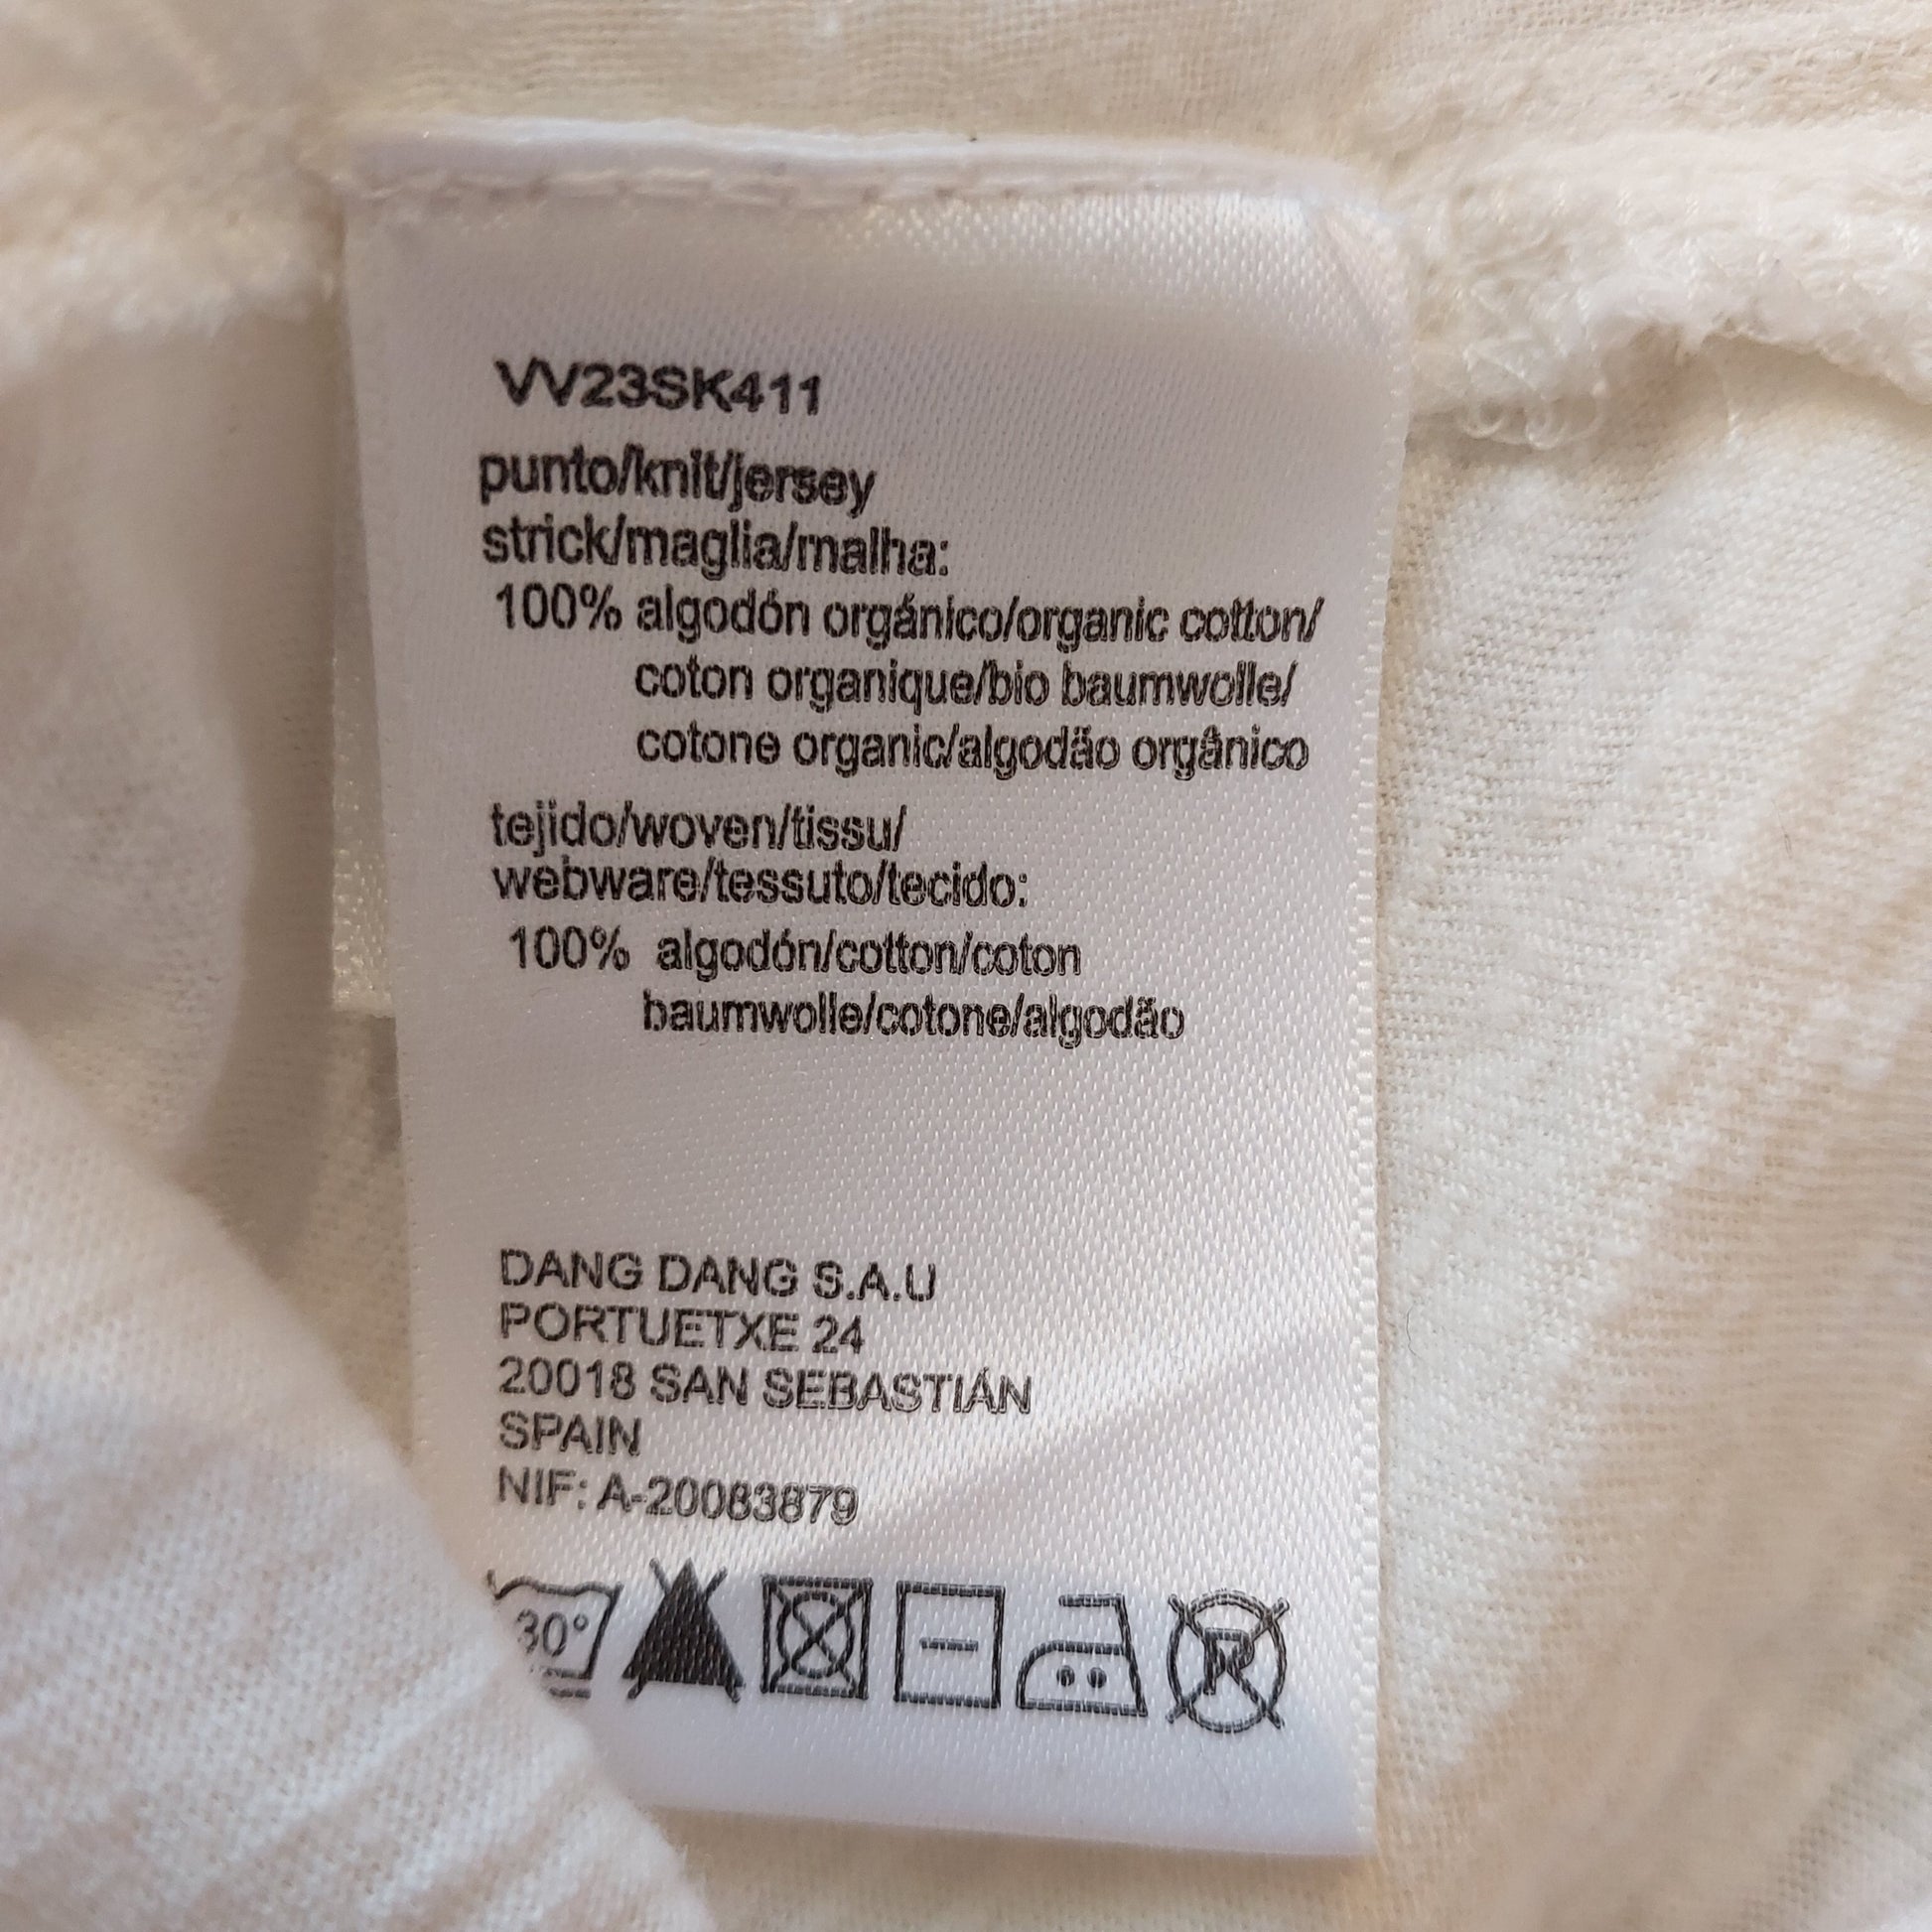 VV23SK411
punto/knit/jersey
strick/maglia/malha:
100% algodón orgánico/organic cotton/
coton organique/bio baumwolle/
cotone organic/algodão orgânico
tejido/woven/tissu/
webware/tessuto/tecido:
100% algodón/cotton/coton
baumwolle/cotone/algodão
DANG DANG S.A.U
PORTUETXE 24
20018 SAN SEBASTIÁN
SPAIN
NIF: A-20083879
30° P